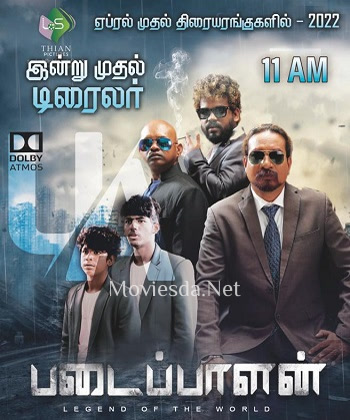 L&S
THIAN
PICTURES
ஏப்ரல் முதல் திரையரங்குகளில் - 2022
இன்று முதல்
டிரைலர்
11 AM
DOLBY
ATMOS
UA
Moviesda.Net
படைப்பாளன்
LEGEND OF THE WORLD